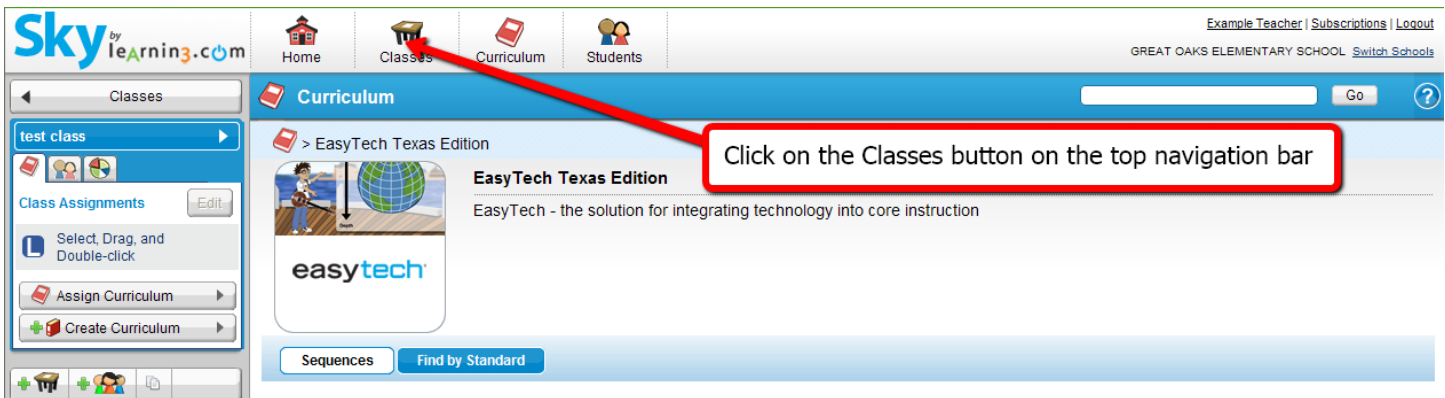 Sky by learnin3.com
Home
Classes
Curriculum
Students
Example Teacher | Subscriptions | Logout
GREAT OAKS ELEMENTARY SCHOOL Switch Schools
Classes
Curriculum
Go
?
test class
> EasyTech Texas Edition
Click on the Classes button on the top navigation bar
Class Assignments
Edit
L Select, Drag, and
Double-click
Assign Curriculum
Create Curriculum
Depth
easytech
EasyTech Texas Edition
EasyTech - the solution for integrating technology into core instruction
Sequences
Find by Standard